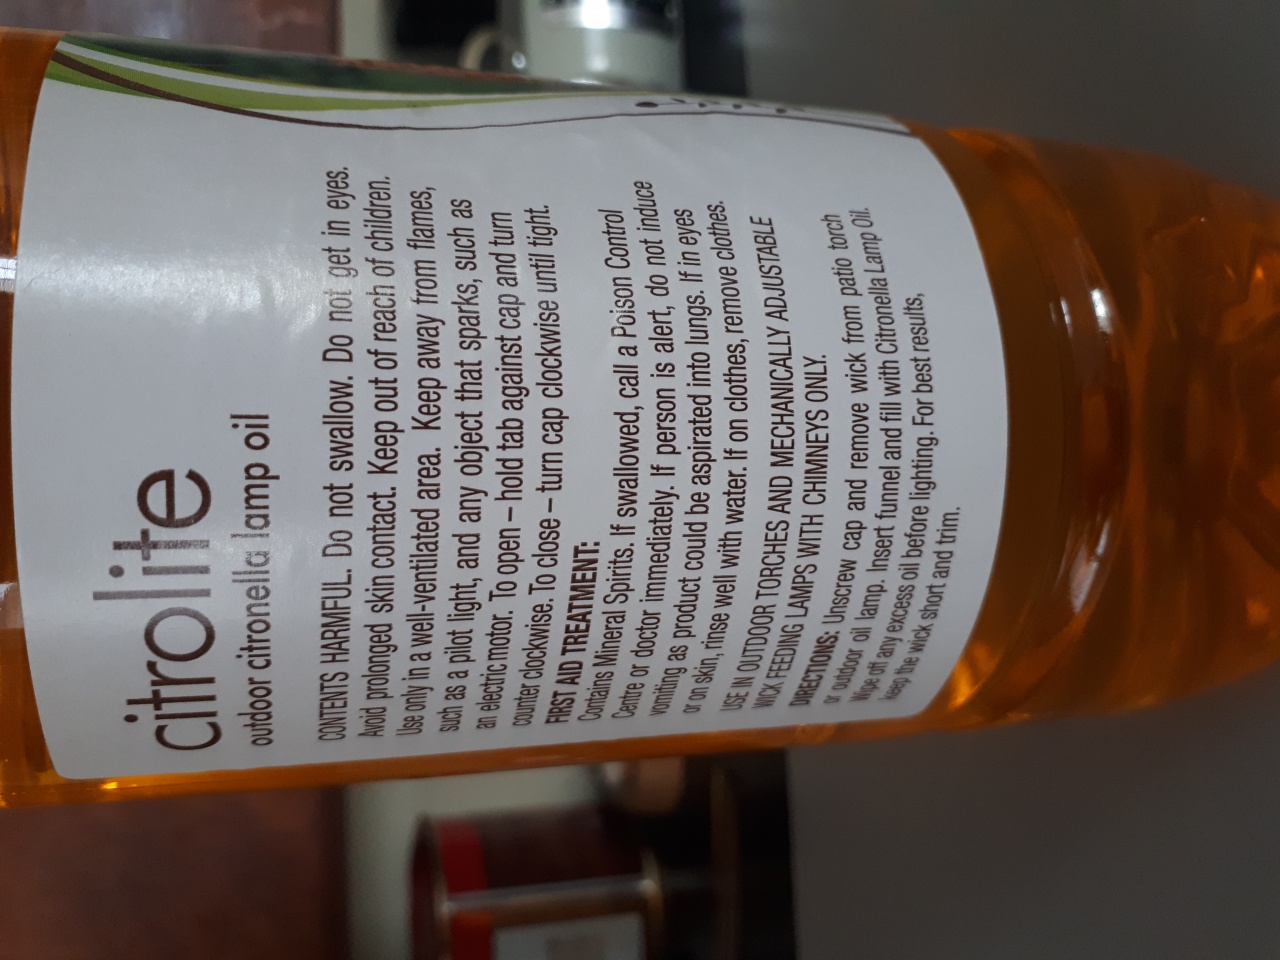 citrolite
outdoor citronella lamp oil
CONTENTS HARMFUL. Do not swallow. Do not get in eyes.
Avoid prolonged skin contact. Keep out of reach of children.
Use only in a well-ventilated area. Keep away from flames,
such as a pilot light, and any object that sparks, such as
an electric motor. To open – hold tab against cap and turn
counter clockwise. To close – turn cap clockwise until tight.
FIRST AID TREATMENT:
Contains Mineral Spirits. If swallowed, call a Poison Control
Centre or doctor immediately. If person is alert, do not induce
vomiting as product could be aspirated into lungs. If in eyes
or on skin, rinse well with water. If on clothes, remove clothes.
USE IN OUTDOOR TORCHES AND MECHANICALLY ADJUSTABLE
WICK FEEDING LAMPS WITH CHIMNEYS ONLY.
DIRECTIONS: Unscrew cap and remove wick from patio torch
or outdoor oil lamp. Insert funnel and fill with Citronella Lamp Oil.
Wipe off any excess oil before lighting. For best results,
keep the wick short and trim.